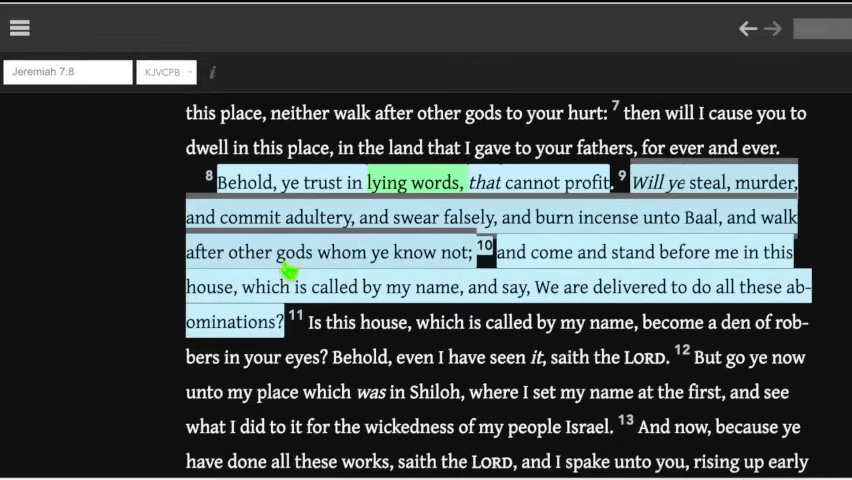 Jeremiah 7:8
KJVCPB
i
this place, neither walk after other gods to your hurt: 7 then will I cause you to
dwell in this place, in the land that I gave to your fathers, for ever and ever.
8 Behold, ye trust in lying words, that cannot profit. 9 Will ye steal, murder,
and commit adultery, and swear falsely, and burn incense unto Baal, and walk
after other gods whom ye know not; 10 and come and stand before me in this
house, which is called by my name, and say, We are delivered to do all these ab-
ominations? 11 Is this house, which is called by my name, become a den of rob-
bers in your eyes? Behold, even I have seen it, saith the LORD. 12 But go ye now
unto my place which was in Shiloh, where I set my name at the first, and see
what I did to it for the wickedness of my people Israel. 13 And now, because ye
have done all these works, saith the LORD, and I spake unto you, rising up early